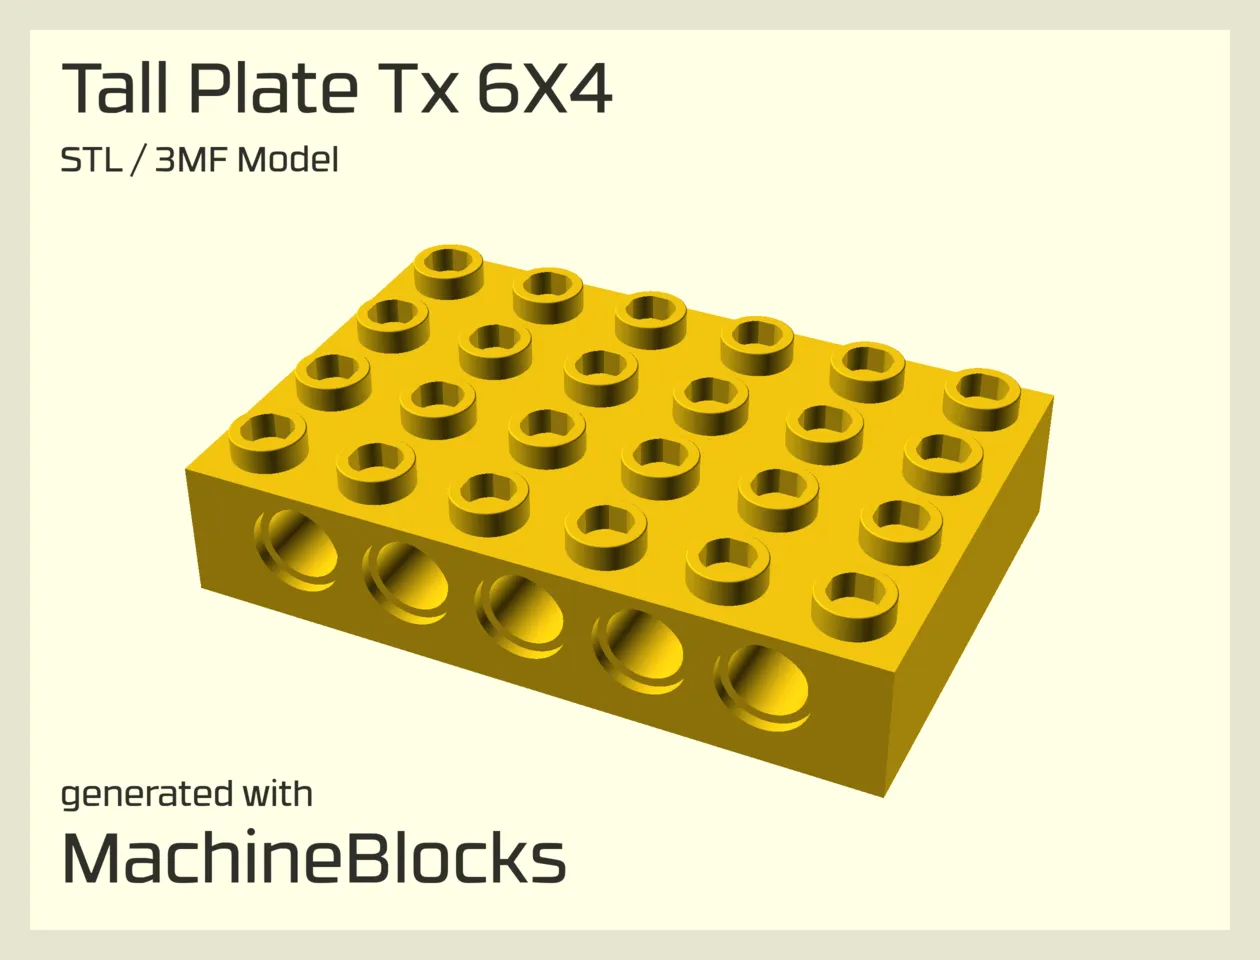 Tall Plate Tx 6X4
STL / 3MF Model
generated with
MachineBlocks